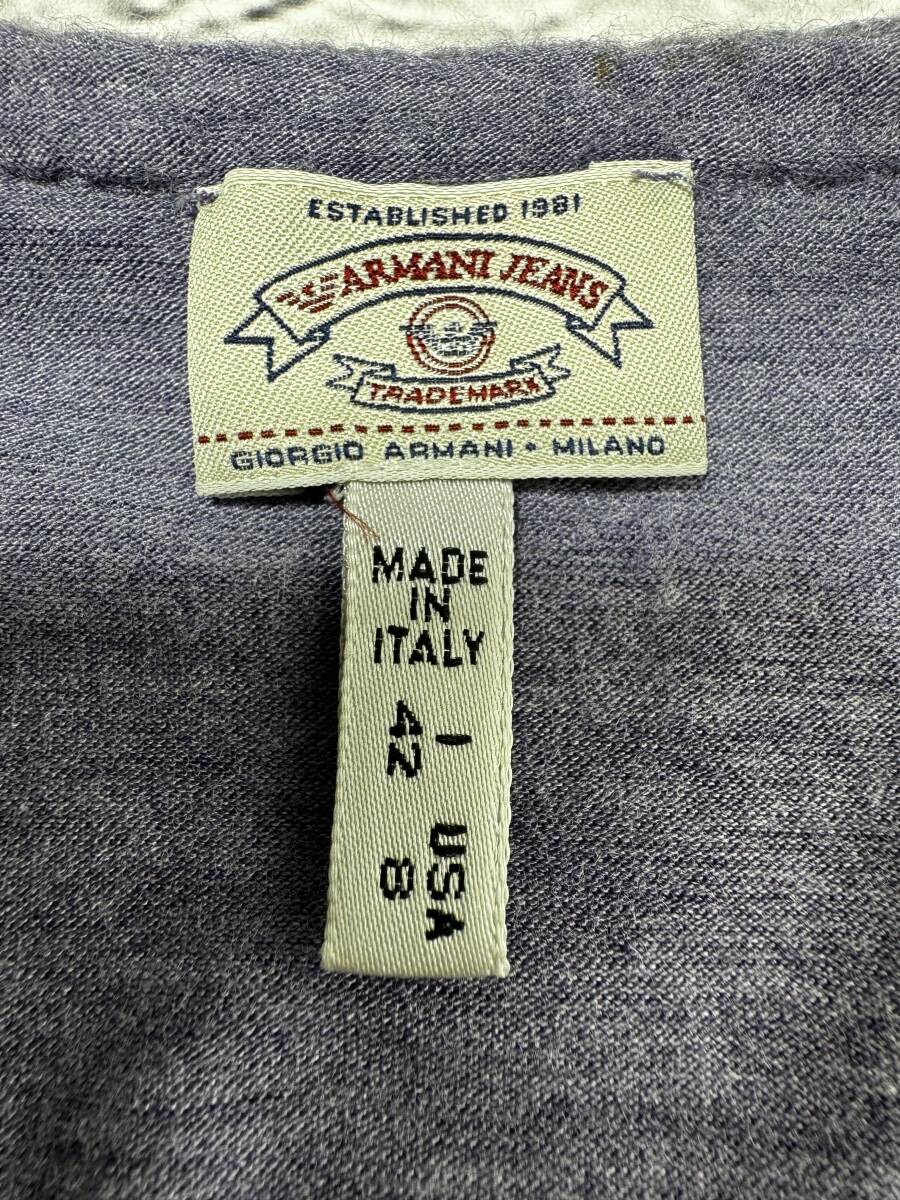 ESTABLISHED 1981
ARMANI JEANS
TRADEMARK
GIORGIO ARMANI • MILANO
MADE
IN
ITALY
I
42
USA
8